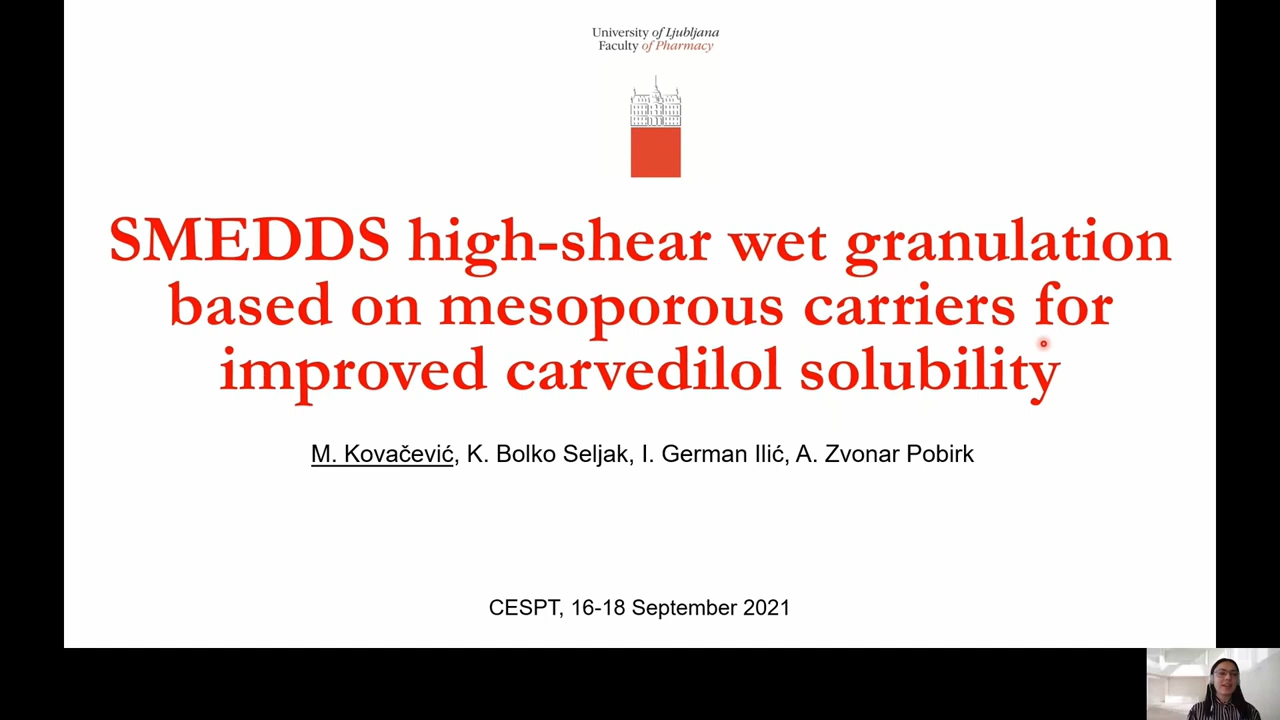 University of Ljubljana
Faculty of Pharmacy
SMEDDS high-shear wet granulation
based on mesoporous carriers for
improved carvedilol solubility
M. Kovačević, K. Bolko Seljak, I. German Ilić, A. Zvonar Pobirk
CESPT, 16-18 September 2021